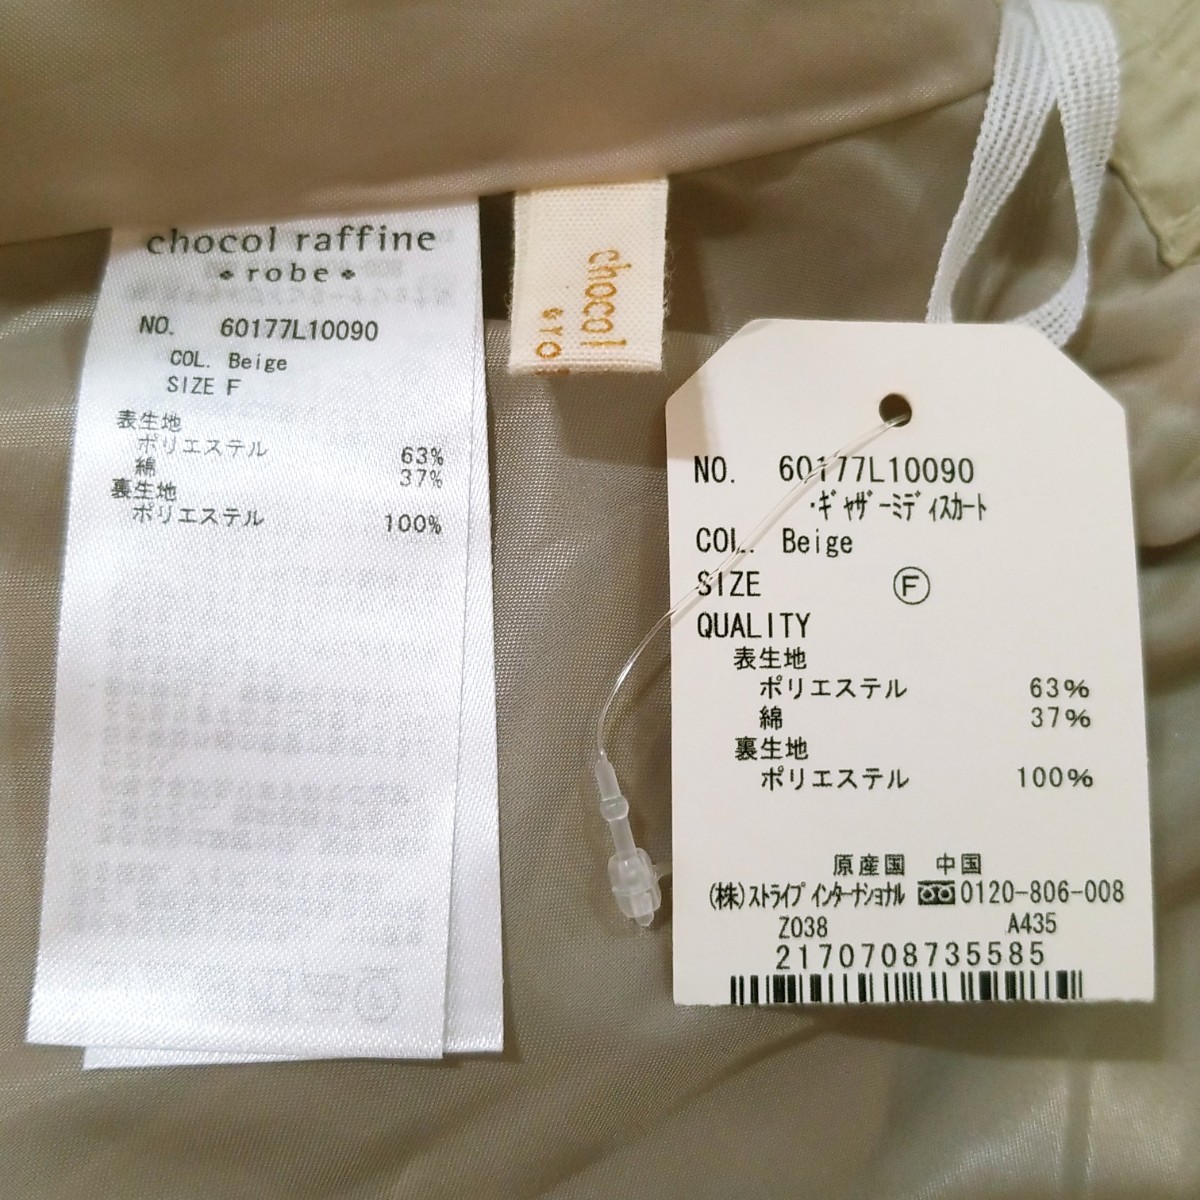 chocol raffine
robe
NO. 60177L10090
COL. Beige
SIZE F
表生地
ポリエステル 63%
綿 37%
裏生地
ポリエステル 100%
chocol
NO. 60177L10090
・ギャザーミディスカート
COL. Beige
SIZE Ⓕ
QUALITY
表生地
ポリエステル 63%
綿 37%
裏生地
ポリエステル 100%
原産国 中国
(株)ストライプインターナショナル 0120-806-008
Z038 A435
2170708735585